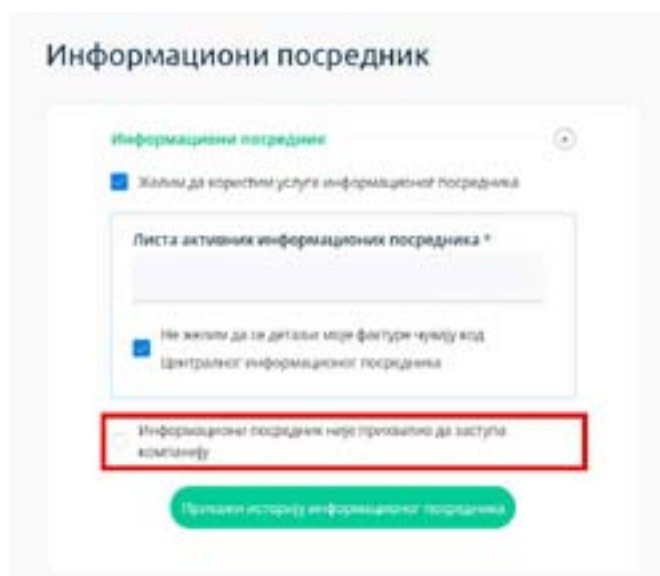 Информациони посредник
Информациони посредник
Желим да користим услуге информационог посредника
Листа активних информационих посредника *
Не желим да се детаљи моје фактуре чувају код
Централног информационог посредника
Информациони посредник није прихватио да заступа
компанију
Прикажи историју информационог посредника